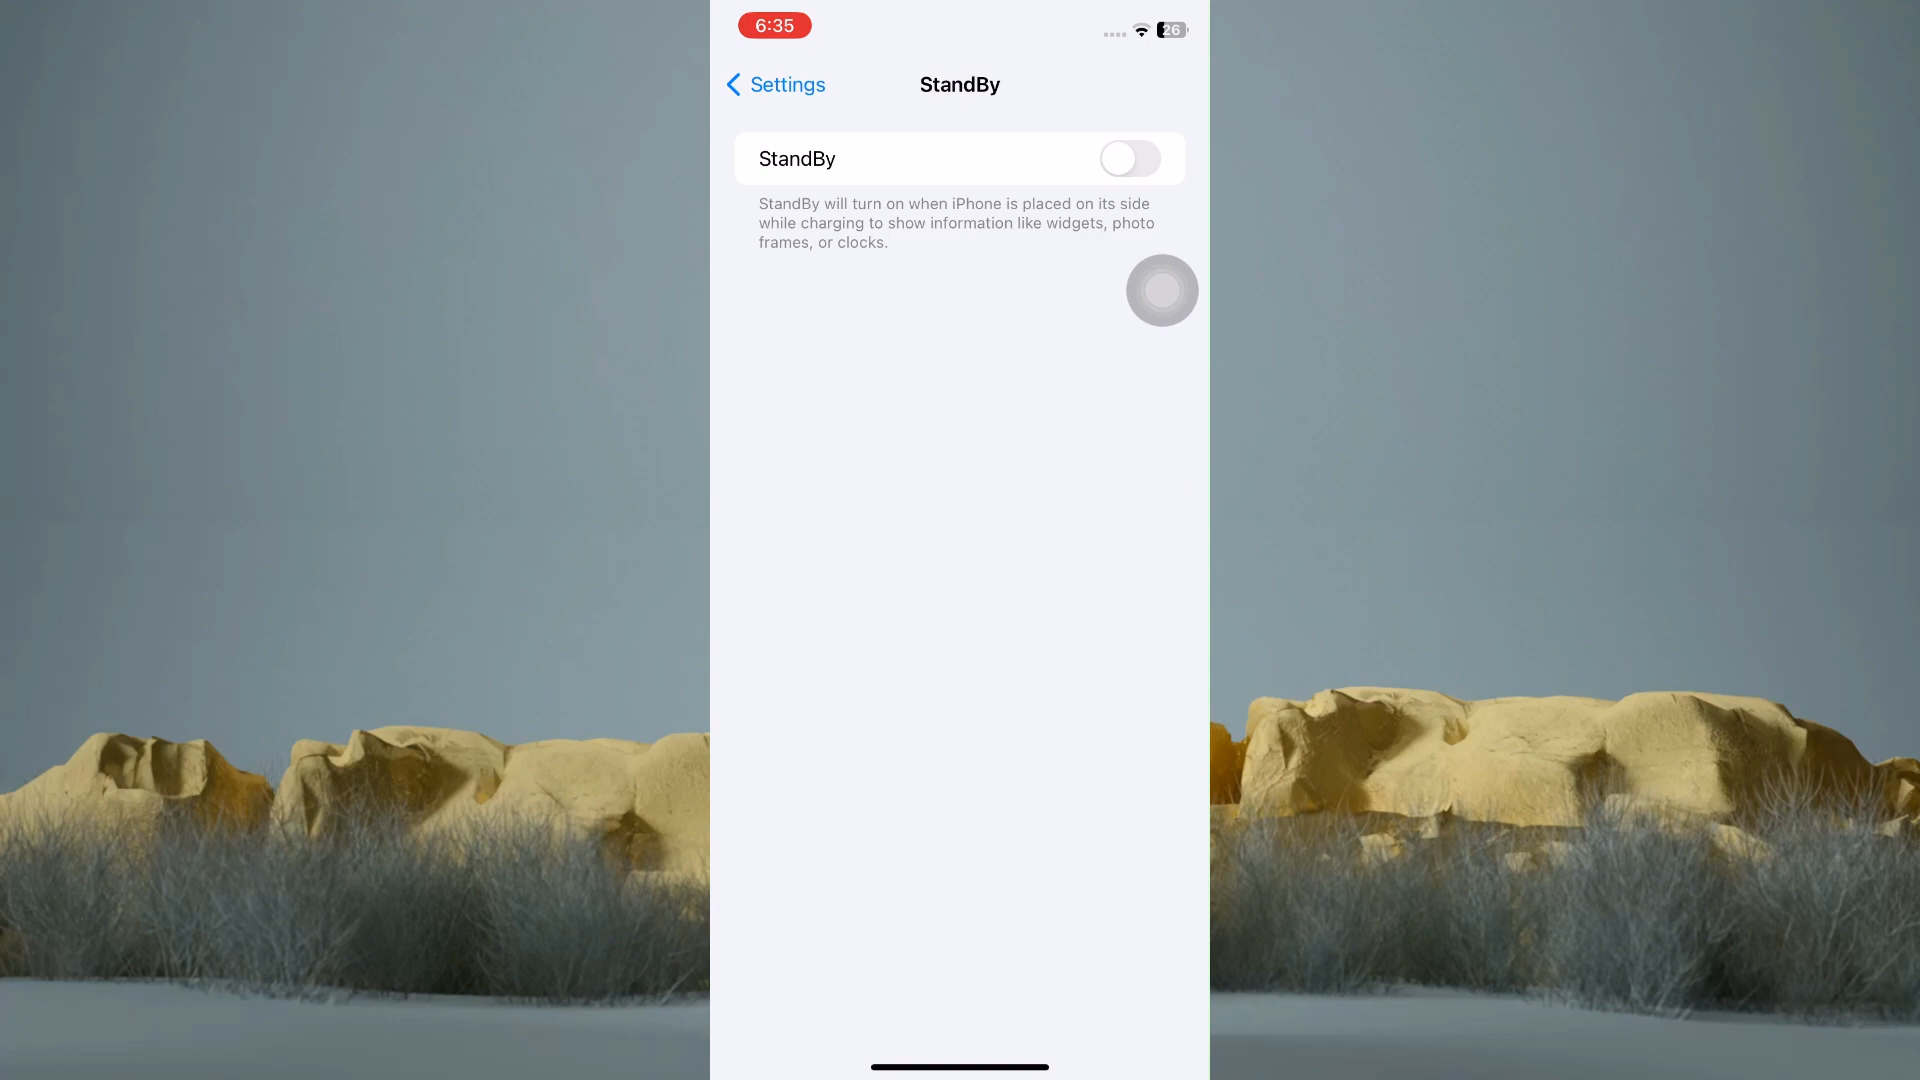 6:35
26
Settings
StandBy
StandBy
StandBy will turn on when iPhone is placed on its side
while charging to show information like widgets, photo
frames, or clocks.